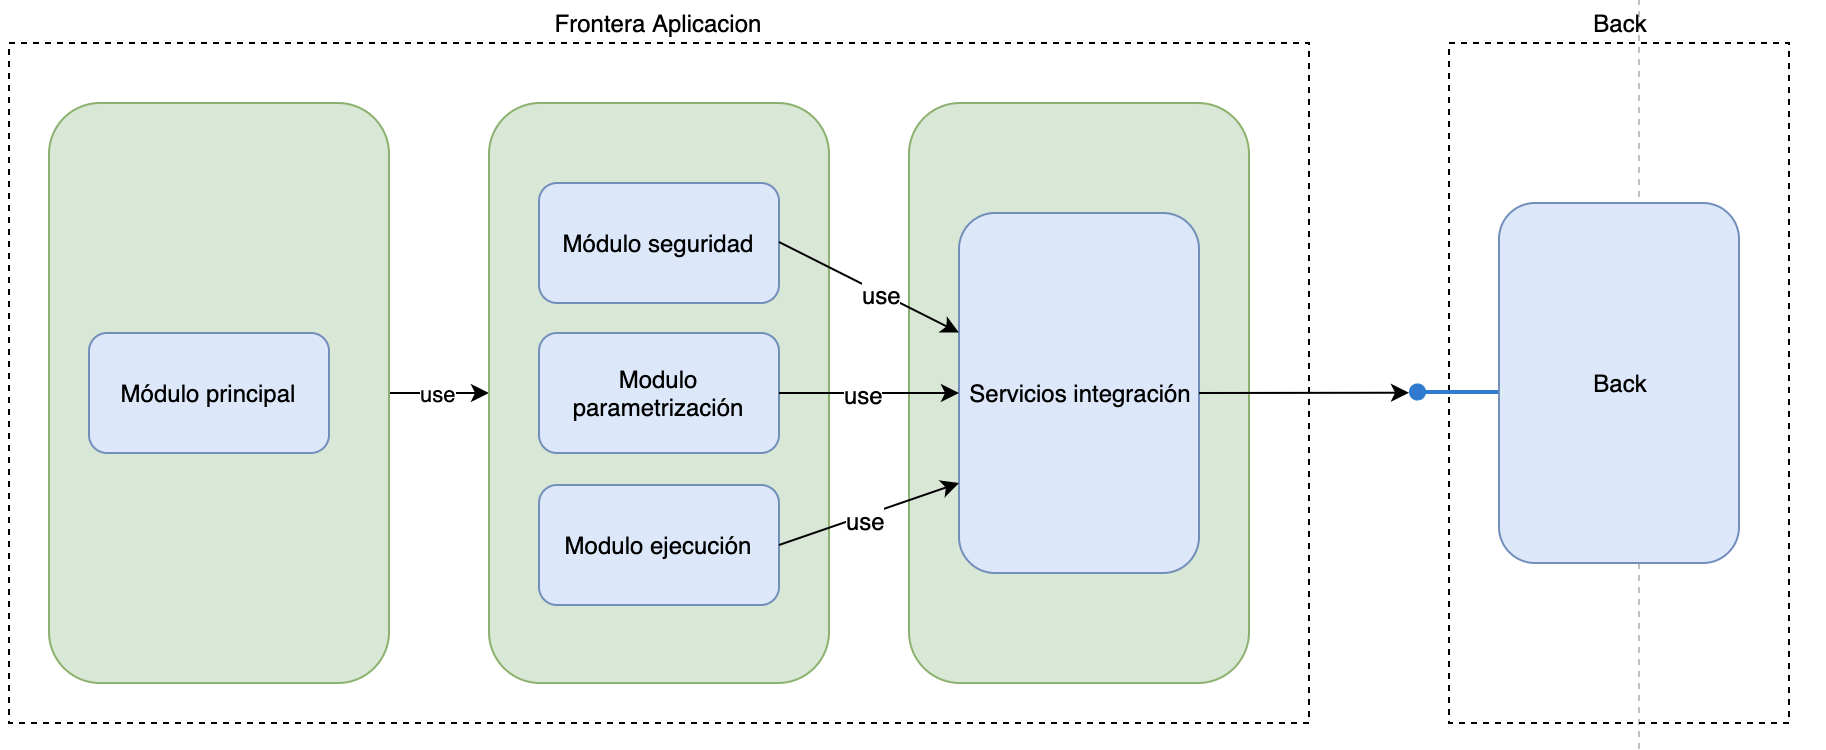 Frontera Aplicacion
Back
Módulo principal
use
Módulo seguridad
Modulo
parametrización
Modulo ejecución
use
use
use
Servicios integración
Back